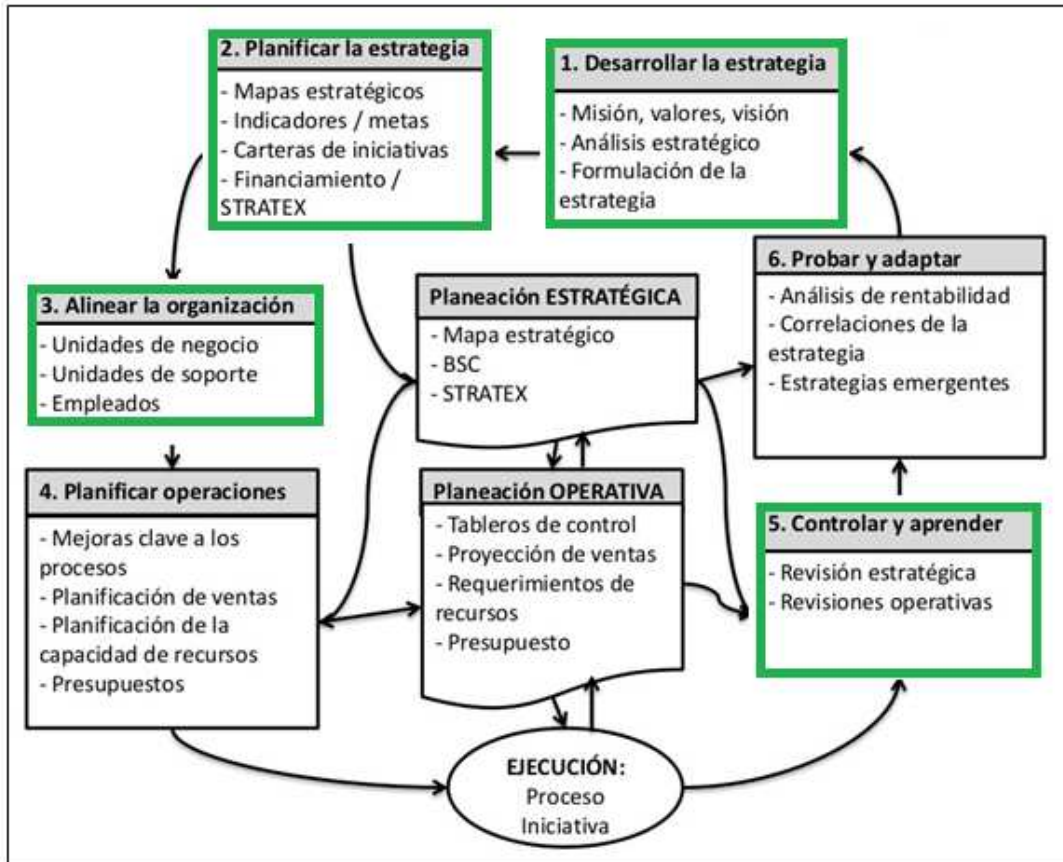 2. Planificar la estrategia
- Mapas estratégicos
- Indicadores / metas
- Carteras de iniciativas
- Financiamiento /
STRATEX
1. Desarrollar la estrategia
- Misión, valores, visión
- Análisis estratégico
- Formulación de la
estrategia
3. Alinear la organización
- Unidades de negocio
- Unidades de soporte
- Empleados
Planeación ESTRATÉGICA
- Mapa estratégico
- BSC
- STRATEX
6. Probar y adaptar
- Análisis de rentabilidad
- Correlaciones de la
estrategia
- Estrategias emergentes
4. Planificar operaciones
- Mejoras clave a los
procesos
- Planificación de ventas
- Planificación de la
capacidad de recursos
- Presupuestos
Planeación OPERATIVA
- Tableros de control
- Proyección de ventas
- Requerimientos de
recursos
- Presupuesto
5. Controlar y aprender
- Revisión estratégica
- Revisiones operativas
EJECUCIÓN:
Proceso
Iniciativa